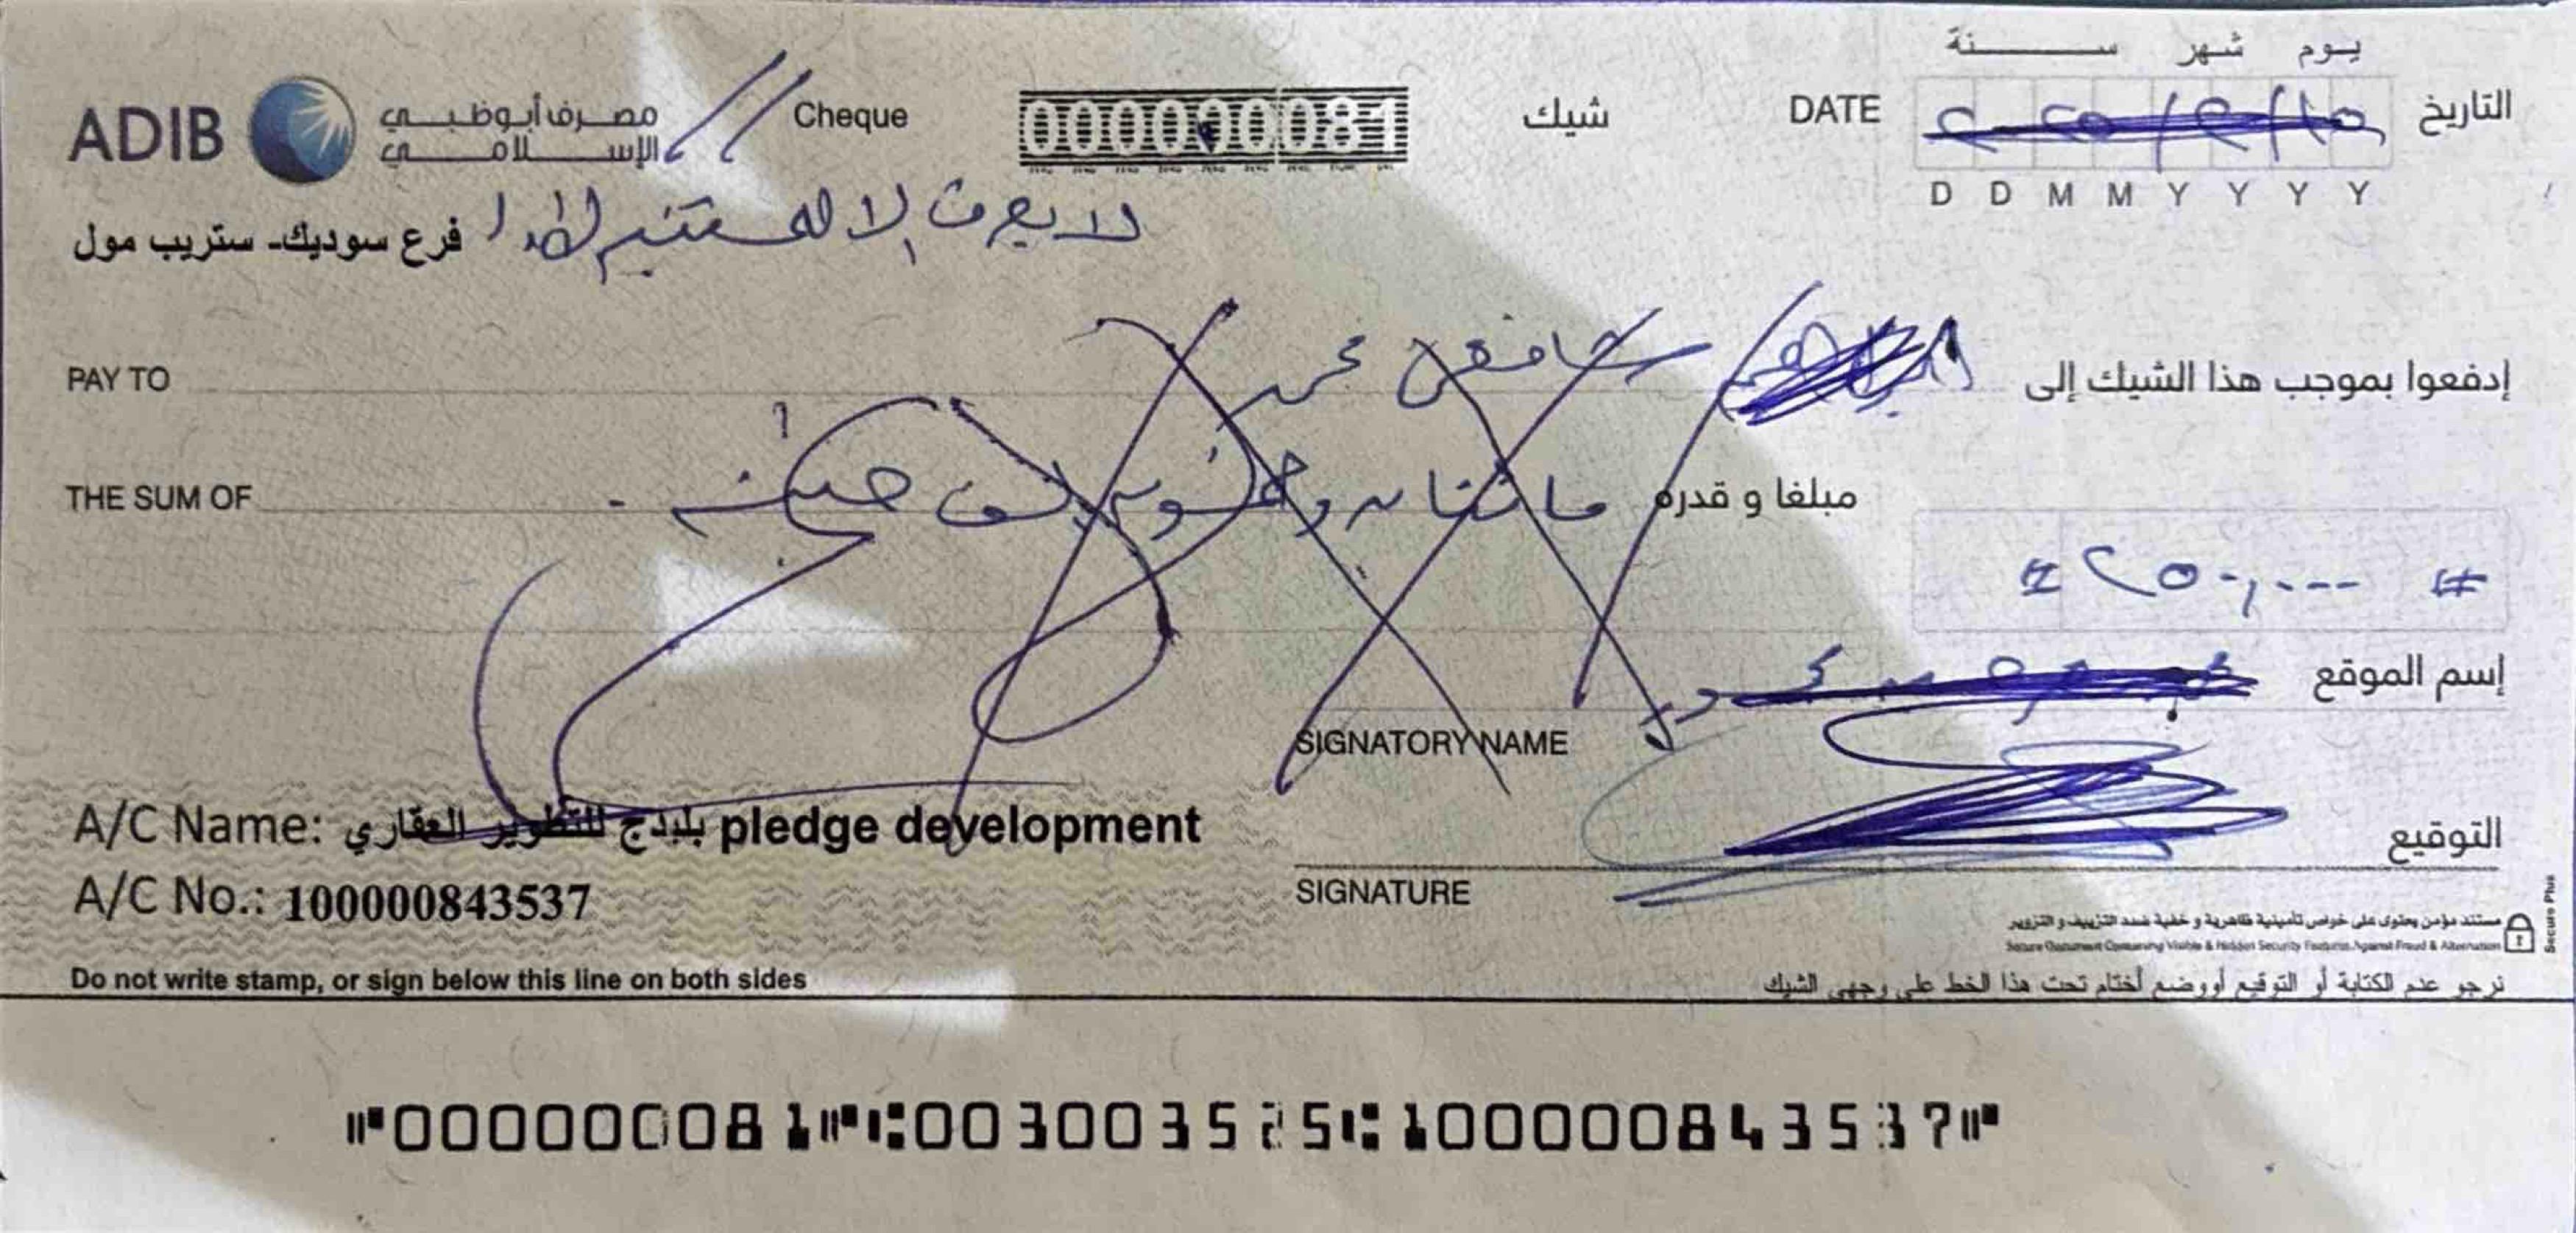 يوم شهر سنة
ADIB مصرف أبوظبي الإسلامي Cheque 000000081 شيك DATE التاريخ
D D M M Y Y Y Y
فرع سوديك- ستريب مول
لا يصرف إلا للمستفيد الأول
PAY TO شافعى محمد إدفعوا بموجب هذا الشيك إلى
THE SUM OF مبلغا و قدره مائتان وخمسون ألف جنيه
# ٢٥٠,٠٠٠ #
إسم الموقع
SIGNATORY NAME
A/C Name: بليدج للتطوير العقاري pledge development
التوقيع
A/C No.: 100000843537
SIGNATURE
مستند مؤمن يحتوى على خواص تأمينية ظاهرية و خفية ضد التزييف و التزوير
Secure Document Containing Visible & Hidden Security Features Against Fraud & Alteration
Secure Plus
Do not write stamp, or sign below this line on both sides نرجو عدم الكتابة أو التوقيع أو وضع أختام تحت هذا الخط على وجهى الشيك
⑈000000081⑈⑆003003525⑆100000843537⑈